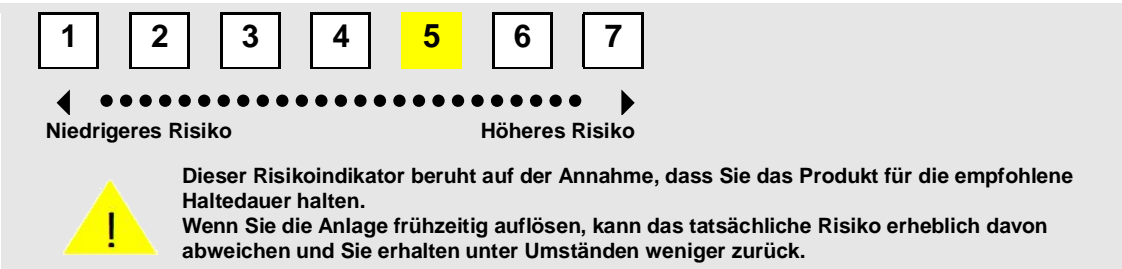 1 2 3 4 5 6 7
Niedrigeres Risiko Höheres Risiko
Dieser Risikoindikator beruht auf der Annahme, dass Sie das Produkt für die empfohlene
Haltedauer halten.
Wenn Sie die Anlage frühzeitig auflösen, kann das tatsächliche Risiko erheblich davon
abweichen und Sie erhalten unter Umständen weniger zurück.
!